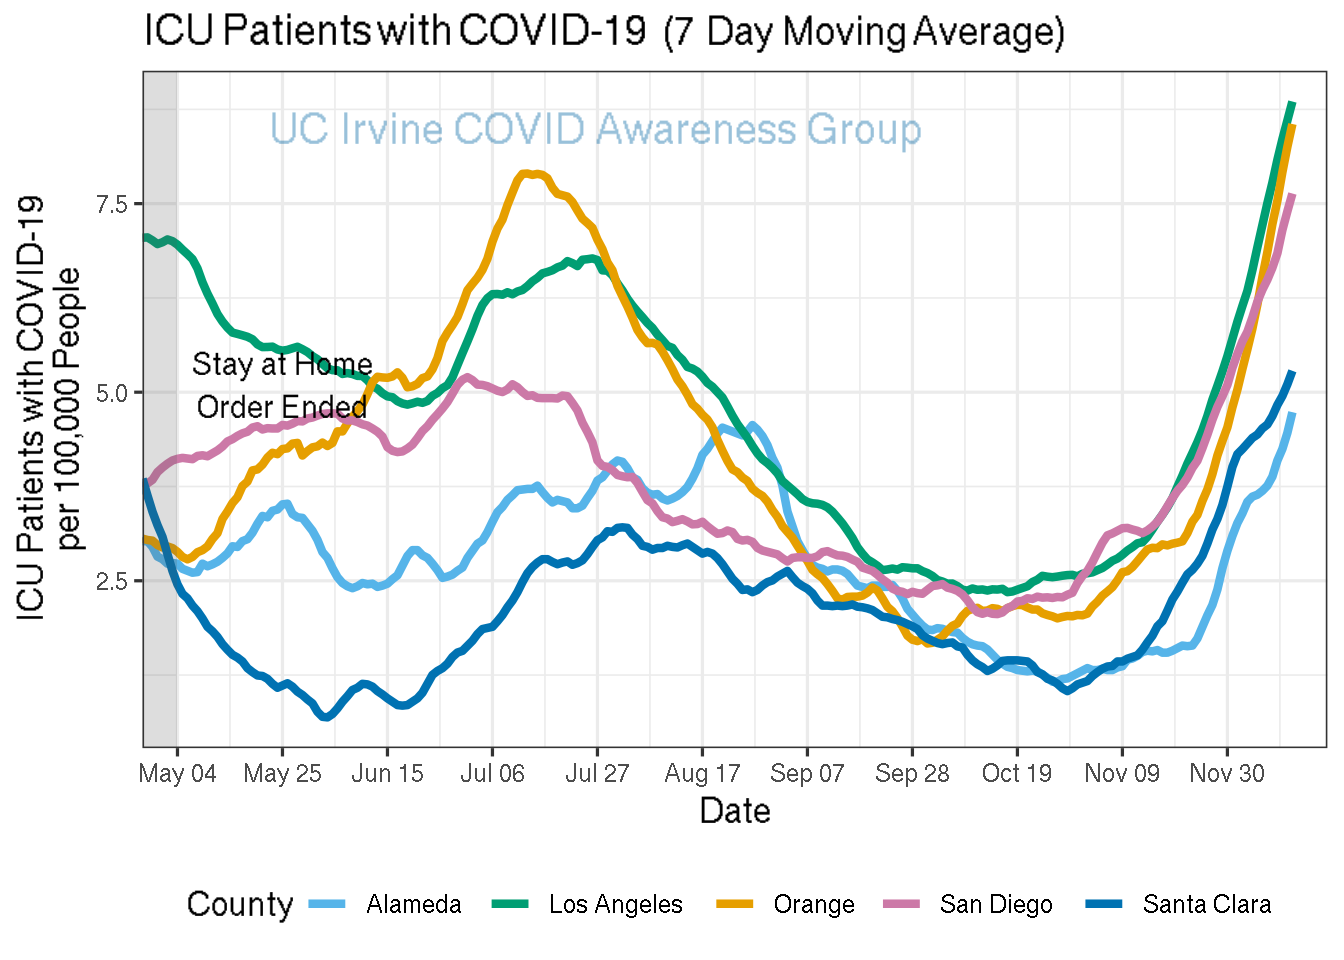 ICU Patients with COVID-19 (7 Day Moving Average)
UC Irvine COVID Awareness Group
ICU Patients with COVID-19
per 100,000 People
7.5
5.0
2.5
Stay at Home
Order Ended
May 04 May 25 Jun 15 Jul 06 Jul 27 Aug 17 Sep 07 Sep 28 Oct 19 Nov 09 Nov 30
Date
County Alameda Los Angeles Orange San Diego Santa Clara